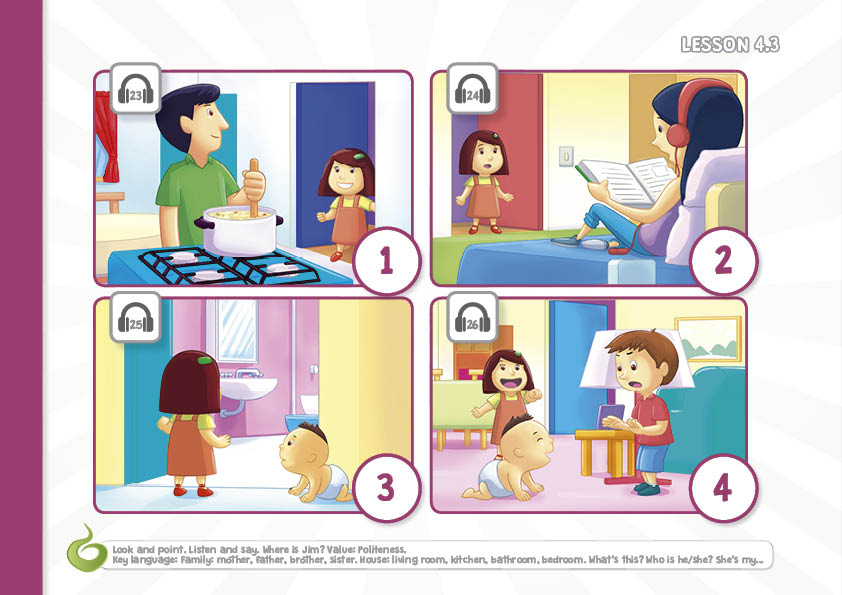 LESSON 4.3
23
24
1
2
25
26
3
4
Look and point. Listen and say. Where is Jim? Value: Politeness.
Key language: Family: mother, father, brother, sister. House: living room, kitchen, bathroom, bedroom. What's this? Who is he/she? She's my...